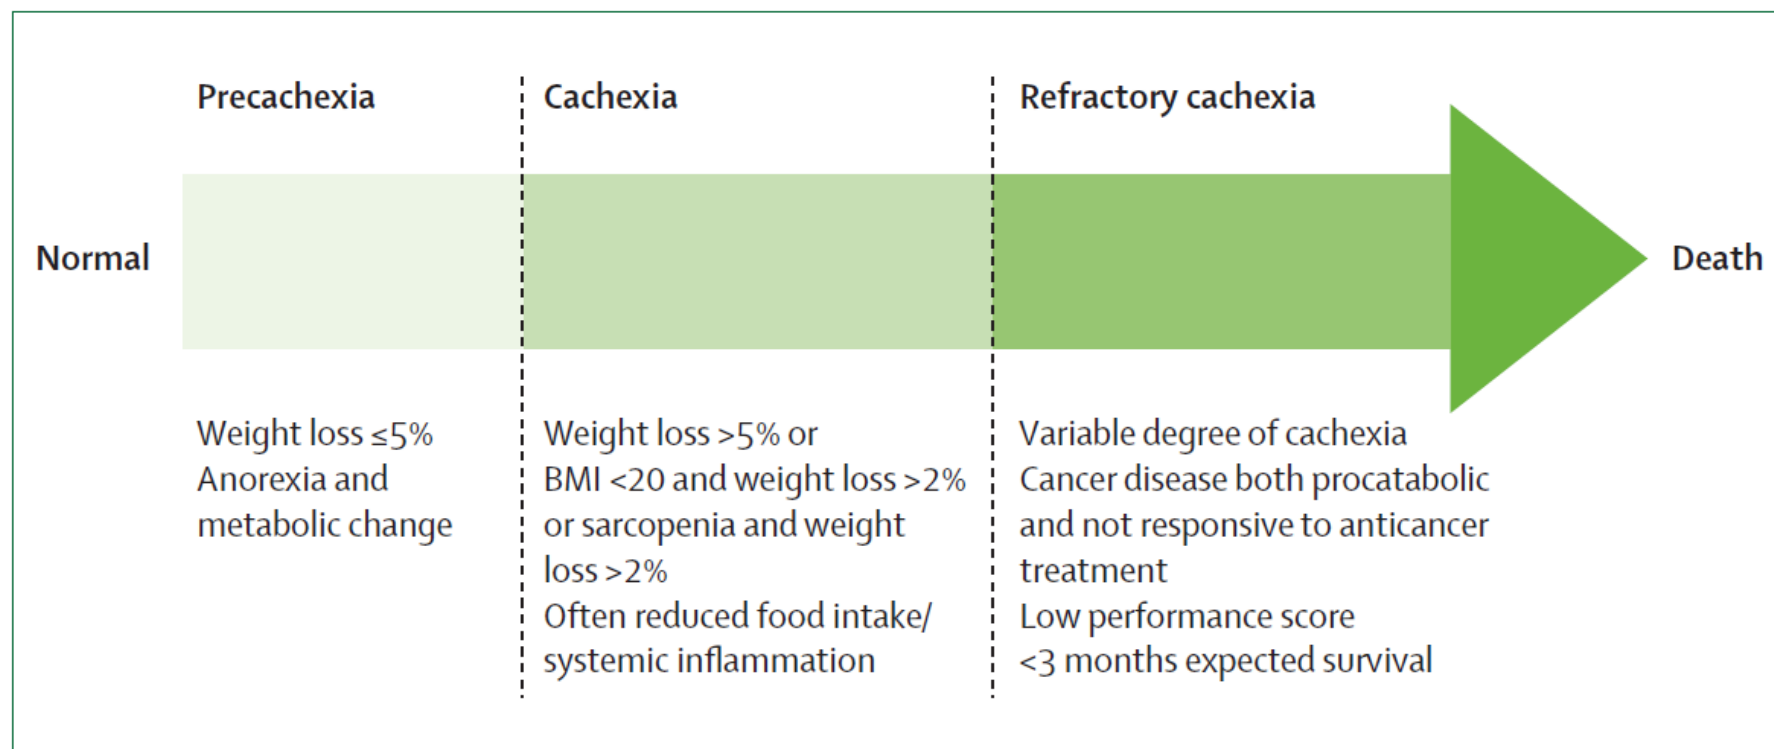 Precachexia
Cachexia
Refractory cachexia
Normal
Death
Weight loss ≤5%
Anorexia and
metabolic change
Weight loss >5% or
BMI <20 and weight loss >2%
or sarcopenia and weight
loss >2%
Often reduced food intake/
systemic inflammation
Variable degree of cachexia
Cancer disease both procatabolic
and not responsive to anticancer
treatment
Low performance score
<3 months expected survival